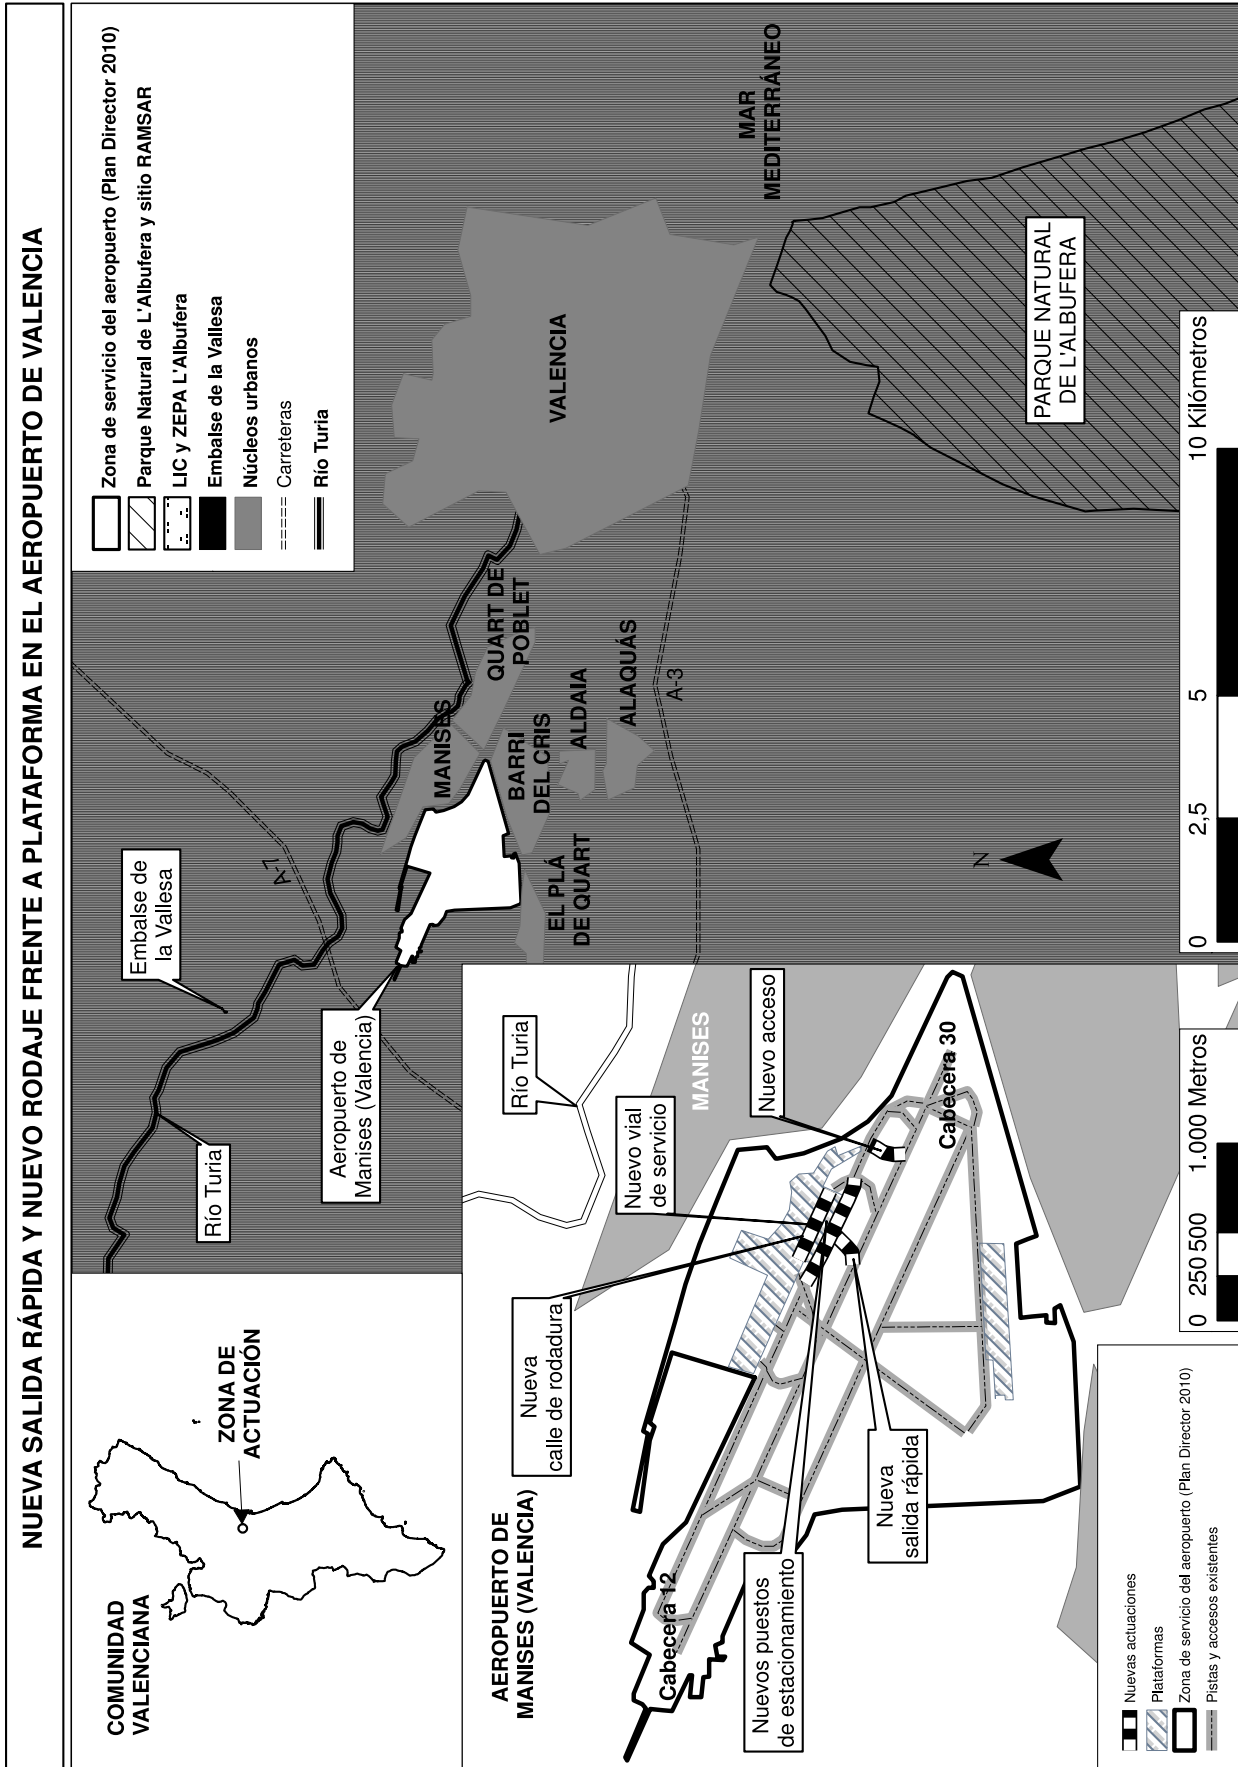 NUEVA SALIDA RÁPIDA Y NUEVO RODAJE FRENTE A PLATAFORMA EN EL AEROPUERTO DE VALENCIA
COMUNIDAD
VALENCIANA
ZONA DE
ACTUACIÓN
Zona de servicio del aeropuerto (Plan Director 2010)
Parque Natural de L'Albufera y sitio RAMSAR
LIC y ZEPA L'Albufera
Embalse de la Vallesa
Núcleos urbanos
Carreteras
Río Turia
Río Turia
Embalse de
la Vallesa
A-7
Aeropuerto de
Manises (Valencia)
MANISES
QUART DE
POBLET
BARRI
DEL CRIS
ALDAIA
ALAQUÁS
EL PLÁ
DE QUART
A-3
VALENCIA
MAR
MEDITERRÁNEO
PARQUE NATURAL
DE L'ALBUFERA
N
0 2,5 5 10 Kilómetros
AEROPUERTO DE
MANISES (VALENCIA)
Río Turia
MANISES
Nueva
calle de rodadura
Nuevo vial
de servicio
Nuevo acceso
Cabecera 12
Cabecera 30
Nuevos puestos
de estacionamiento
Nueva
salida rápida
Nuevas actuaciones
Plataformas
Zona de servicio del aeropuerto (Plan Director 2010)
Pistas y accesos existentes
0 250 500 1.000 Metros